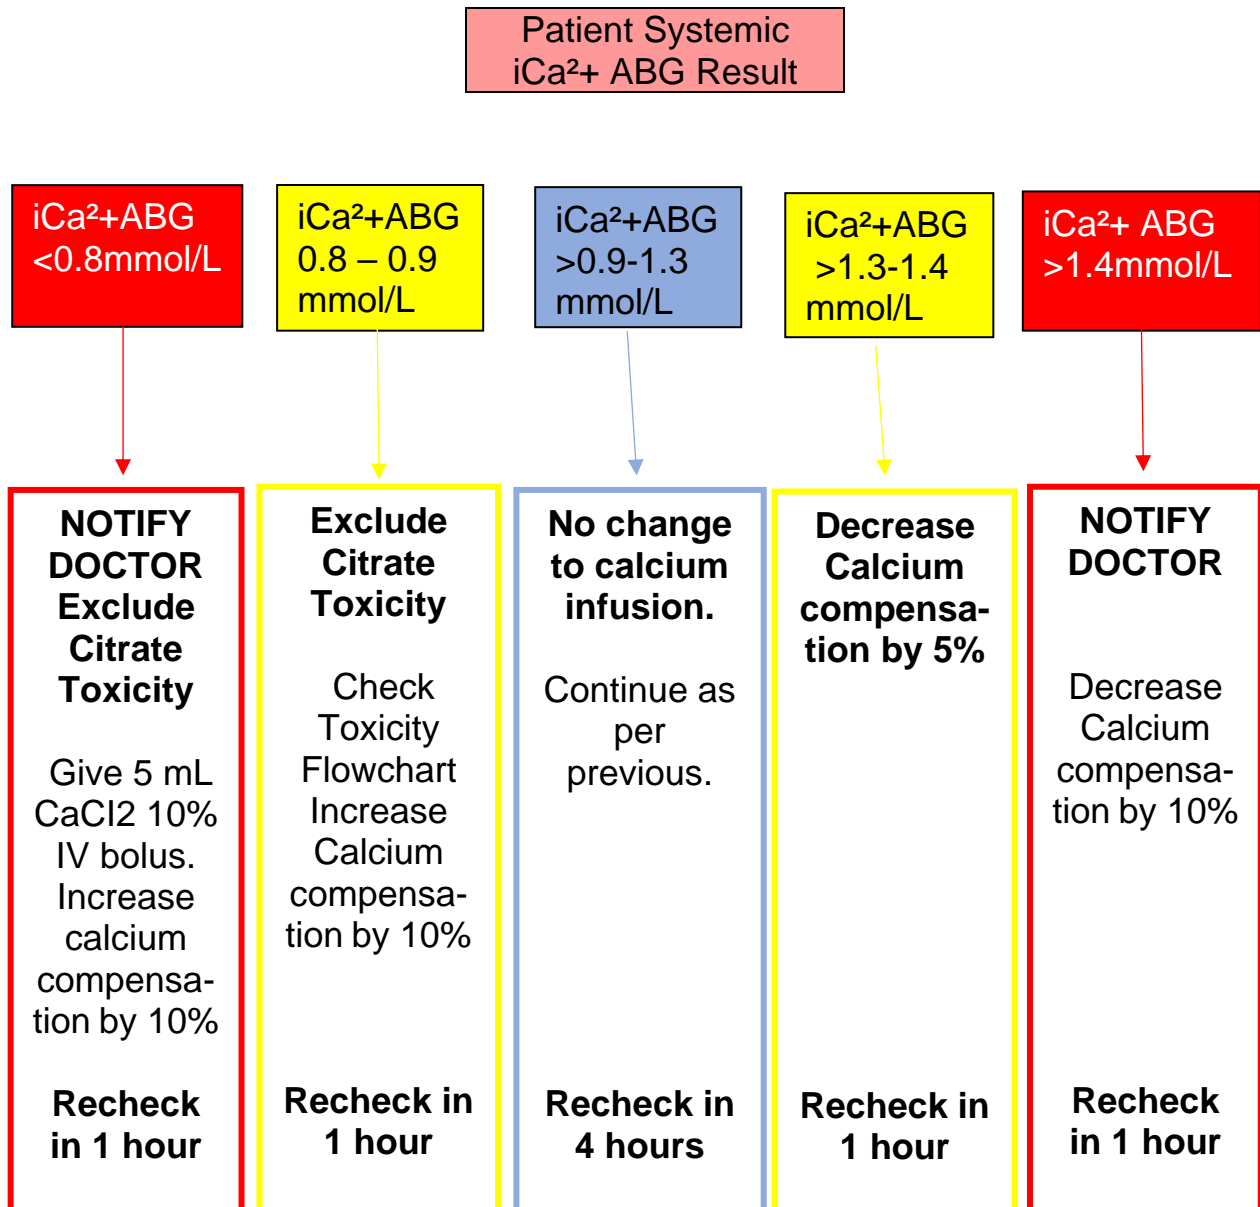 Patient Systemic
iCa²+ ABG Result
iCa²+ABG
<0.8mmol/L
iCa²+ABG
0.8 – 0.9
mmol/L
iCa²+ABG
>0.9-1.3
mmol/L
iCa²+ABG
>1.3-1.4
mmol/L
iCa²+ ABG
>1.4mmol/L
NOTIFY
DOCTOR
Exclude
Citrate
Toxicity
Give 5 mL
CaCl2 10%
IV bolus.
Increase
calcium
compensa-
tion by 10%
Recheck
in 1 hour
Exclude
Citrate
Toxicity
Check
Toxicity
Flowchart
Increase
Calcium
compensa-
tion by 10%
Recheck in
1 hour
No change
to calcium
infusion.
Continue as
per
previous.
Recheck in
4 hours
Decrease
Calcium
compensa-
tion by 5%
Recheck in
1 hour
NOTIFY
DOCTOR
Decrease
Calcium
compensa-
tion by 10%
Recheck
in 1 hour